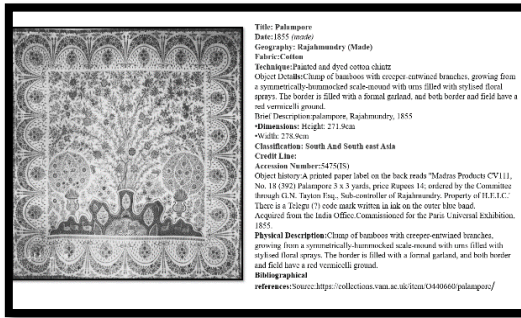 Title: Palampore
Date:1855 (made)
Geography: Rajahmundry (Made)
Fabric:Cotton
Technique:Painted and dyed cotton chintz
Object Details:Clump of bamboos with creeper-entwined branches, growing from
a symmetrically-hummocked scale-mound with urns filled with stylised floral
sprays. The border is filled with a formal garland, and both border and field have a
red vermicelli ground.
Brief Description:palampore, Rajahmundry, 1855
•Dimensions: Height: 271.9cm
•Width: 278.9cm
Classification: South And South east Asia
Credit Line:
Accession Number:5475(IS)
Object history:A printed paper label on the back reads "Madras Products CV111,
No. 18 (392) Palampore 3 x 3 yards, price Rupees 14; ordered by the Committee
through G.N. Tayton Esq., Sub-controller of Rajahmundry. Property of H.E.I.C.'
There is a Telegu (?) code mark written in ink on the outer blue band.
Acquired from the India Office.Commissioned for the Paris Universal Exhibition,
1855.
Physical Description:Clump of bamboos with creeper-entwined branches,
growing from a symmetrically-hummocked scale-mound with urns filled with
stylised floral sprays. The border is filled with a formal garland, and both border
and field have a red vermicelli ground.
Bibliographical
references:Source:https://collections.vam.ac.uk/item/O440660/palampore/